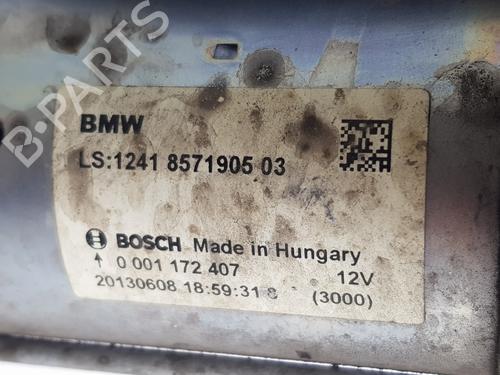 B-PARTS
BMW
LS:1241 8571905 03
BOSCH Made in Hungary
↑ 0 001 172 407 12V
20130608 18:59:31 8 (3000)